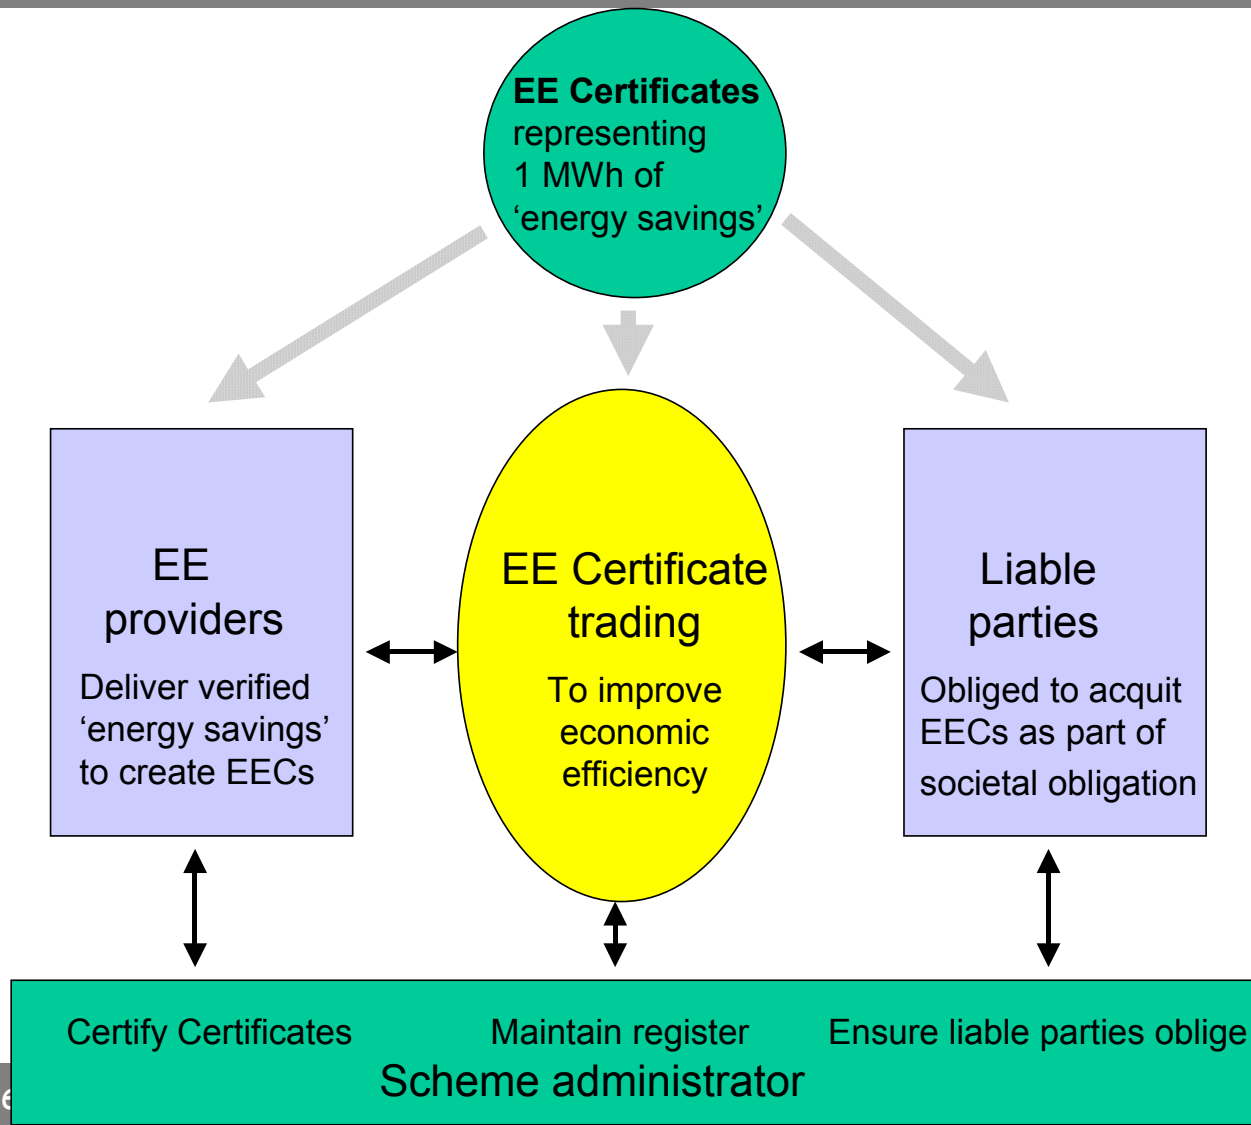 EE Certificates
representing
1 MWh of
‘energy savings’
EE
providers
Deliver verified
‘energy savings’
to create EECs
EE Certificate
trading
To improve
economic
efficiency
Liable
parties
Obliged to acquit
EECs as part of
societal obligation
Certify Certificates
Maintain register
Ensure liable parties oblige
Scheme administrator